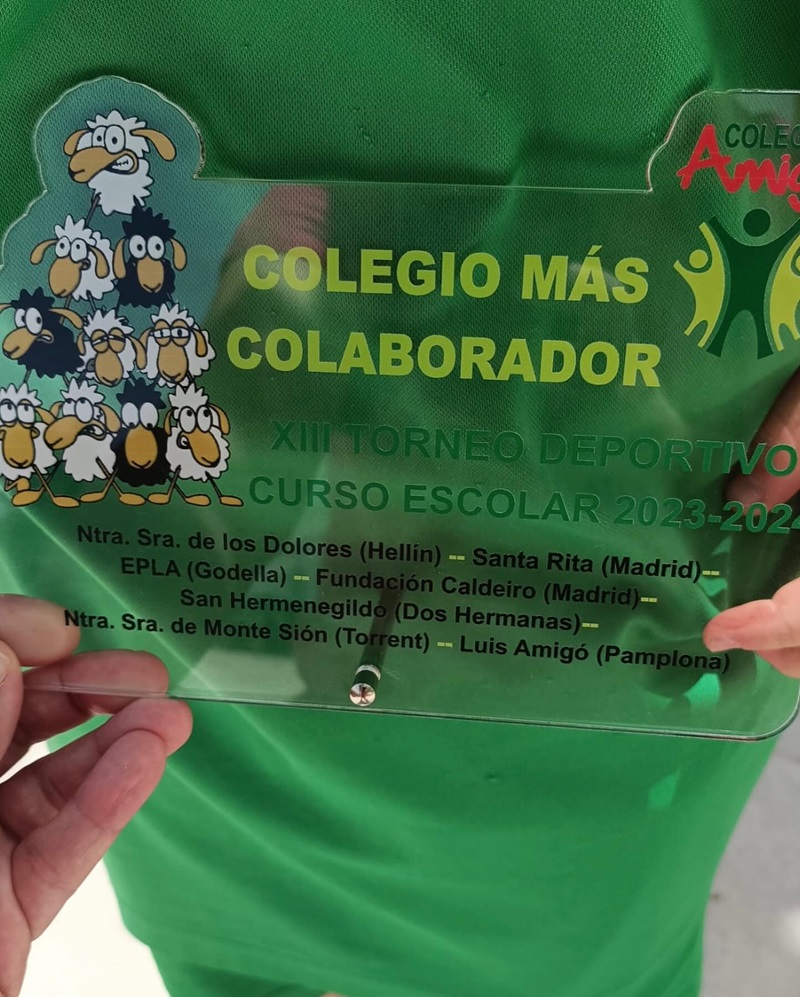 COLEGIO MÁS
COLABORADOR
XIII TORNEO DEPORTIVO
CURSO ESCOLAR 2023-2024
Ntra. Sra. de los Dolores (Hellín) -- Santa Rita (Madrid)--
EPLA (Godella) -- Fundación Caldeiro (Madrid)--
San Hermenegildo (Dos Hermanas)--
Ntra. Sra. de Monte Sión (Torrent) -- Luis Amigó (Pamplona)